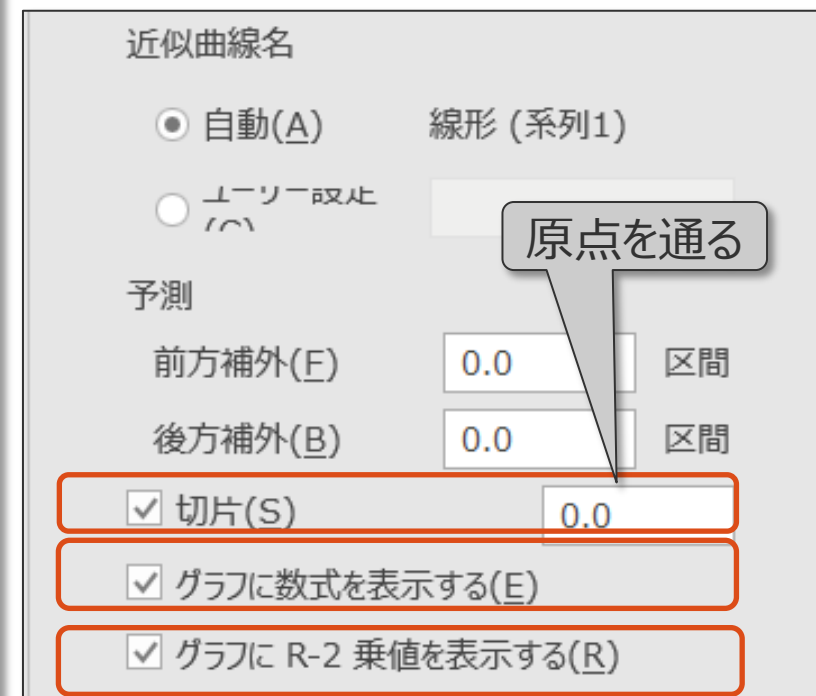 近似曲線名
自動(A) 線形 (系列1)
原点を通る
予測
前方補外(F) 0.0 区間
後方補外(B) 0.0 区間
切片(S) 0.0
グラフに数式を表示する(E)
グラフに R-2 乗値を表示する(R)